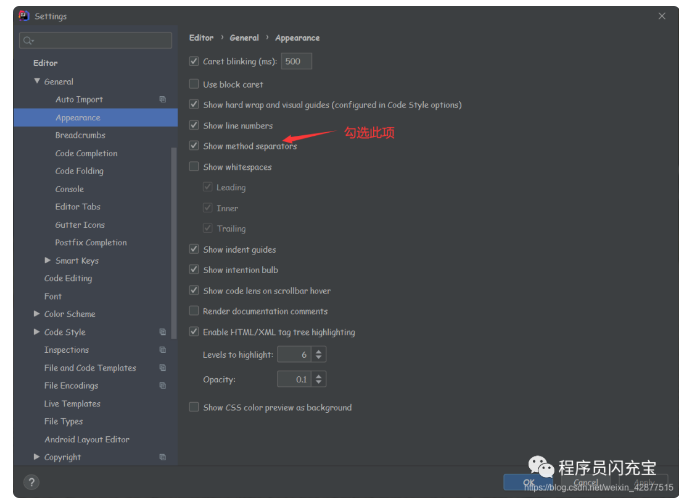 Settings
Editor › General › Appearance
Editor
General
Auto Import
Appearance
Breadcrumbs
Code Completion
Code Folding
Console
Editor Tabs
Gutter Icons
Postfix Completion
Smart Keys
Code Editing
Font
Color Scheme
Code Style
Inspections
File and Code Templates
File Encodings
Live Templates
File Types
Android Layout Editor
Copyright
Caret blinking (ms): 500
Use block caret
Show hard wrap and visual guides (configured in Code Style options)
Show line numbers
Show method separators
勾选此项
Show whitespaces
Leading
Inner
Trailing
Show indent guides
Show intention bulb
Show code lens on scrollbar hover
Render documentation comments
Enable HTML/XML tag tree highlighting
Levels to highlight: 6
Opacity: 0.1
Show CSS color preview as background
程序员闪充宝
?
OK Cancel Apply
https://blog.csdn.net/weixin_42877515